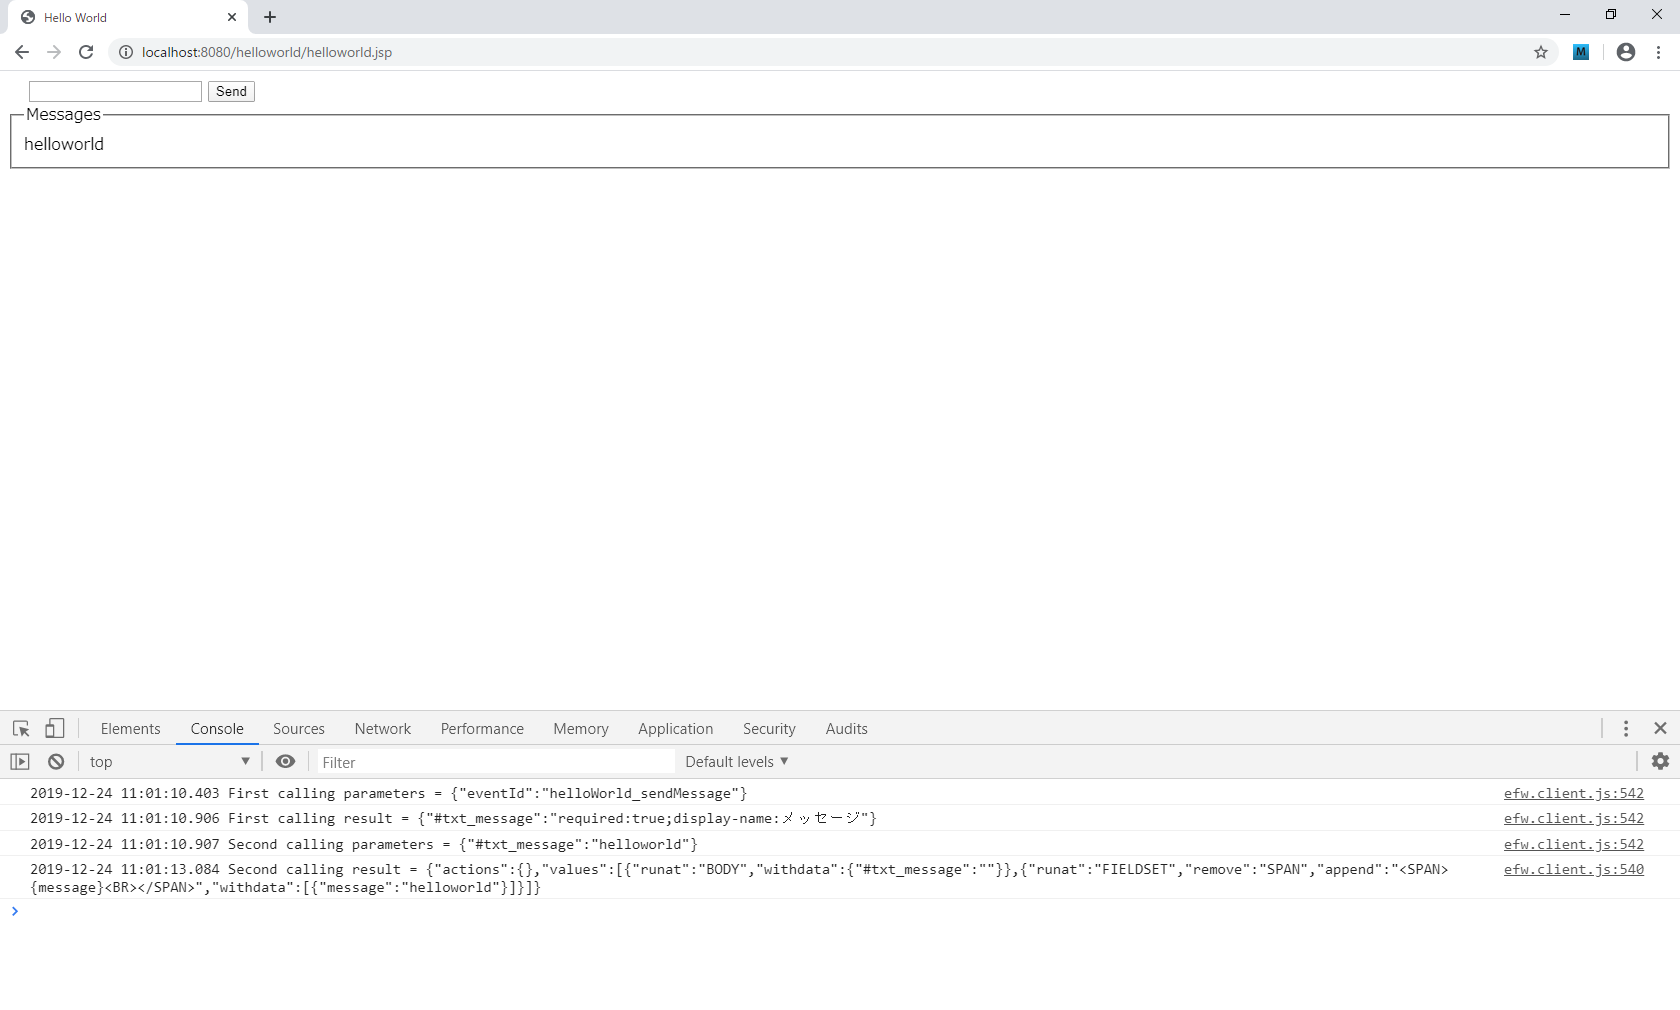 Hello World
localhost:8080/helloworld/helloworld.jsp
M
Send
Messages
helloworld
Elements Console Sources Network Performance Memory Application Security Audits
top Filter Default levels
2019-12-24 11:01:10.403 First calling parameters = {"eventId":"helloWorld_sendMessage"} efw.client.js:542
2019-12-24 11:01:10.906 First calling result = {"#txt_message":"required:true;display-name:メッセージ"} efw.client.js:542
2019-12-24 11:01:10.907 Second calling parameters = {"#txt_message":"helloworld"} efw.client.js:542
2019-12-24 11:01:13.084 Second calling result = {"actions":{},"values":[{"runat":"BODY","withdata":{"#txt_message":""}},{"runat":"FIELDSET","remove":"SPAN","append":"<SPAN> efw.client.js:540
{message}<BR></SPAN>","withdata":[{"message":"helloworld"}]}]}